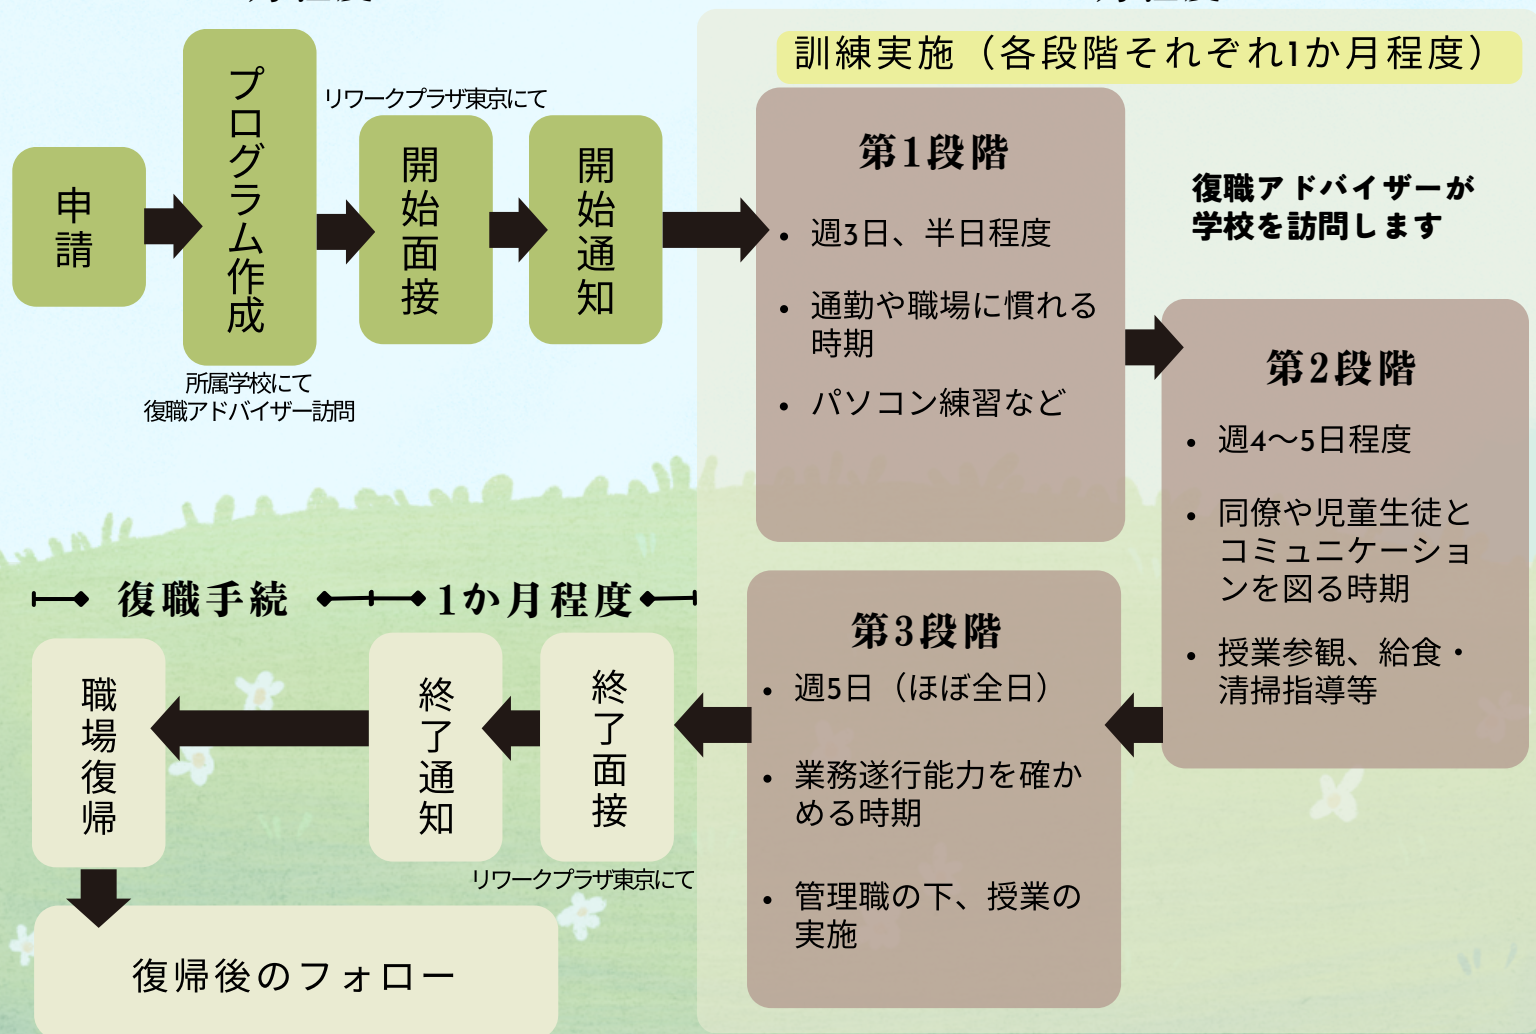 月程度
月程度
申請
プログラム作成
所属学校にて
復職アドバイザー訪問
リワークプラザ東京にて
開始面接
開始通知
訓練実施（各段階それぞれ1か月程度）
第1段階
・週3日、半日程度
・通勤や職場に慣れる
時期
・パソコン練習など
復職アドバイザーが
学校を訪問します
第2段階
・週4〜5日程度
・同僚や児童生徒と
コミュニケーショ
ンを図る時期
・授業参観、給食・
清掃指導等
第3段階
・週5日（ほぼ全日）
・業務遂行能力を確か
める時期
・管理職の下、授業の
実施
1か月程度
終了面接
リワークプラザ東京にて
終了通知
復職手続
職場復帰
復帰後のフォロー